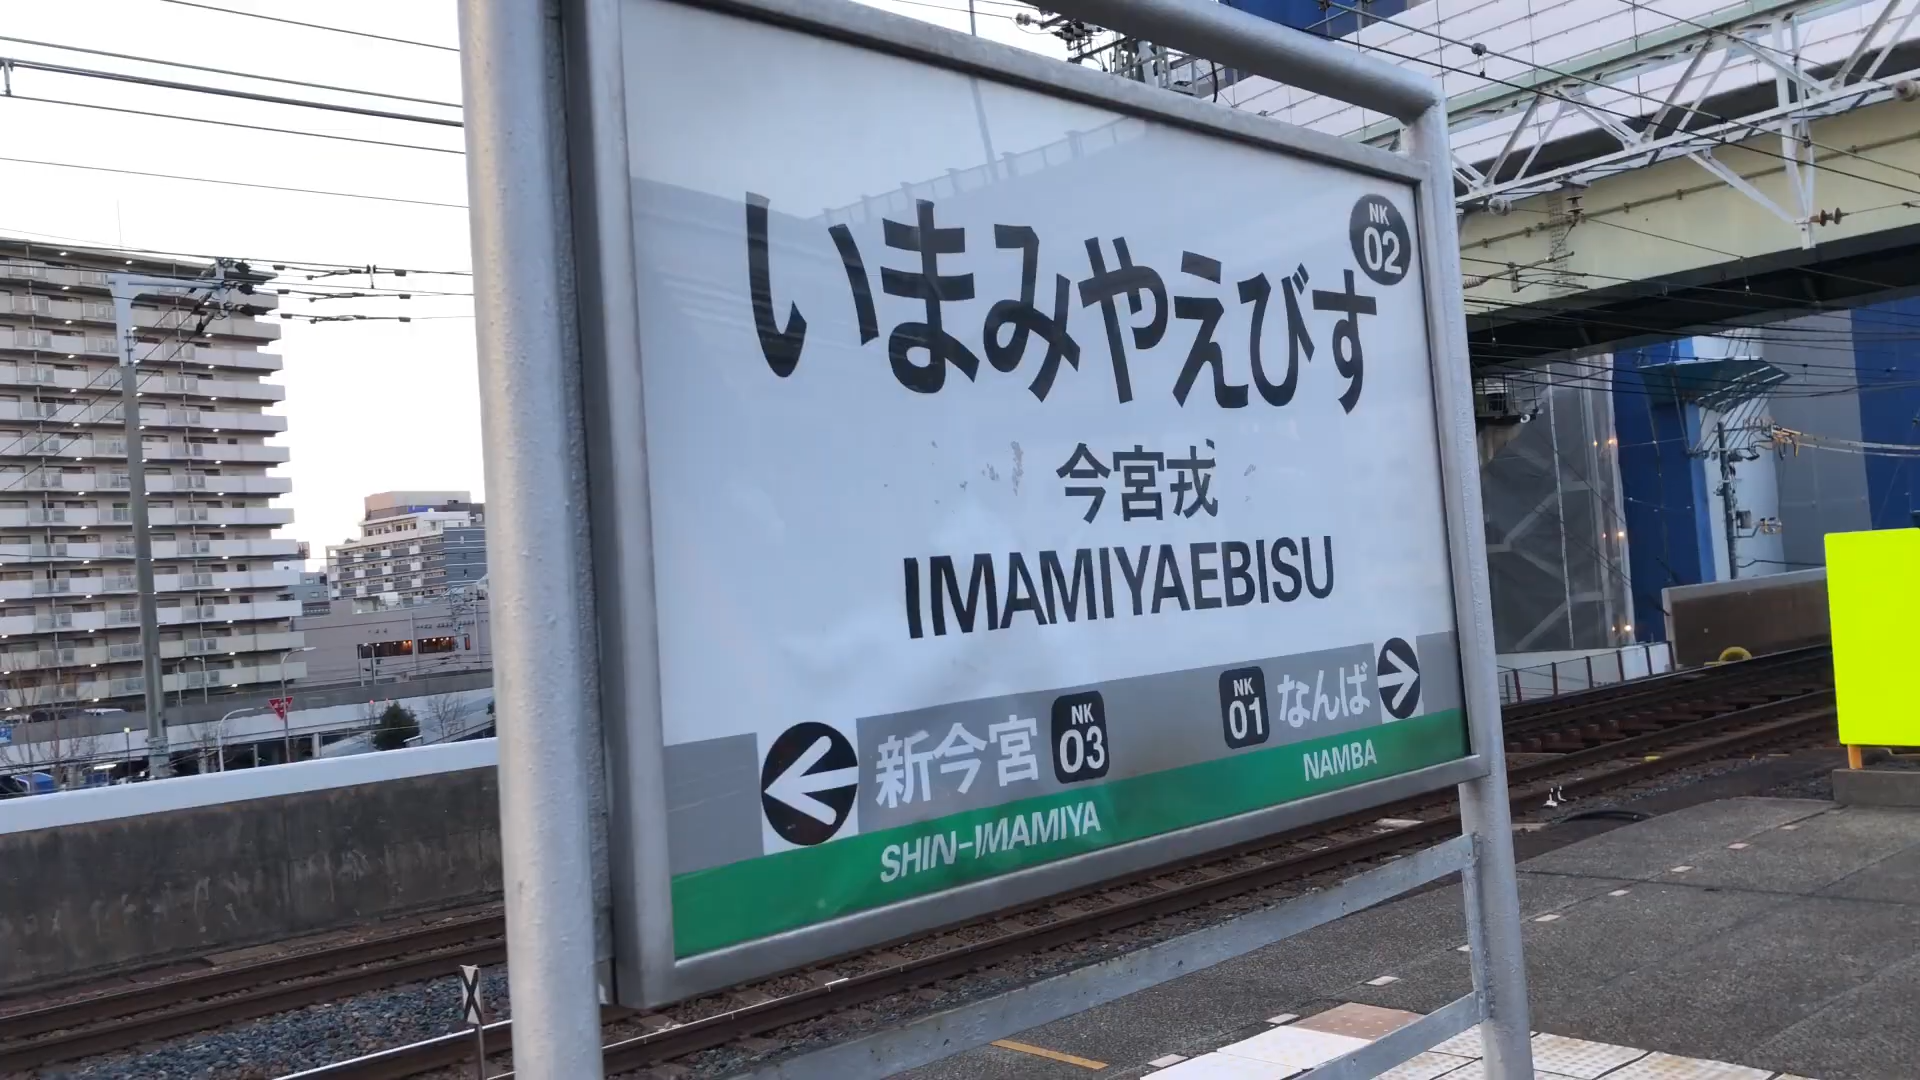 NK
02
いまみやえびす
今宮戎
IMAMIYAEBISU
新今宮 NK 03
NK 01 なんば
SHIN-IMAMIYA
NAMBA
X